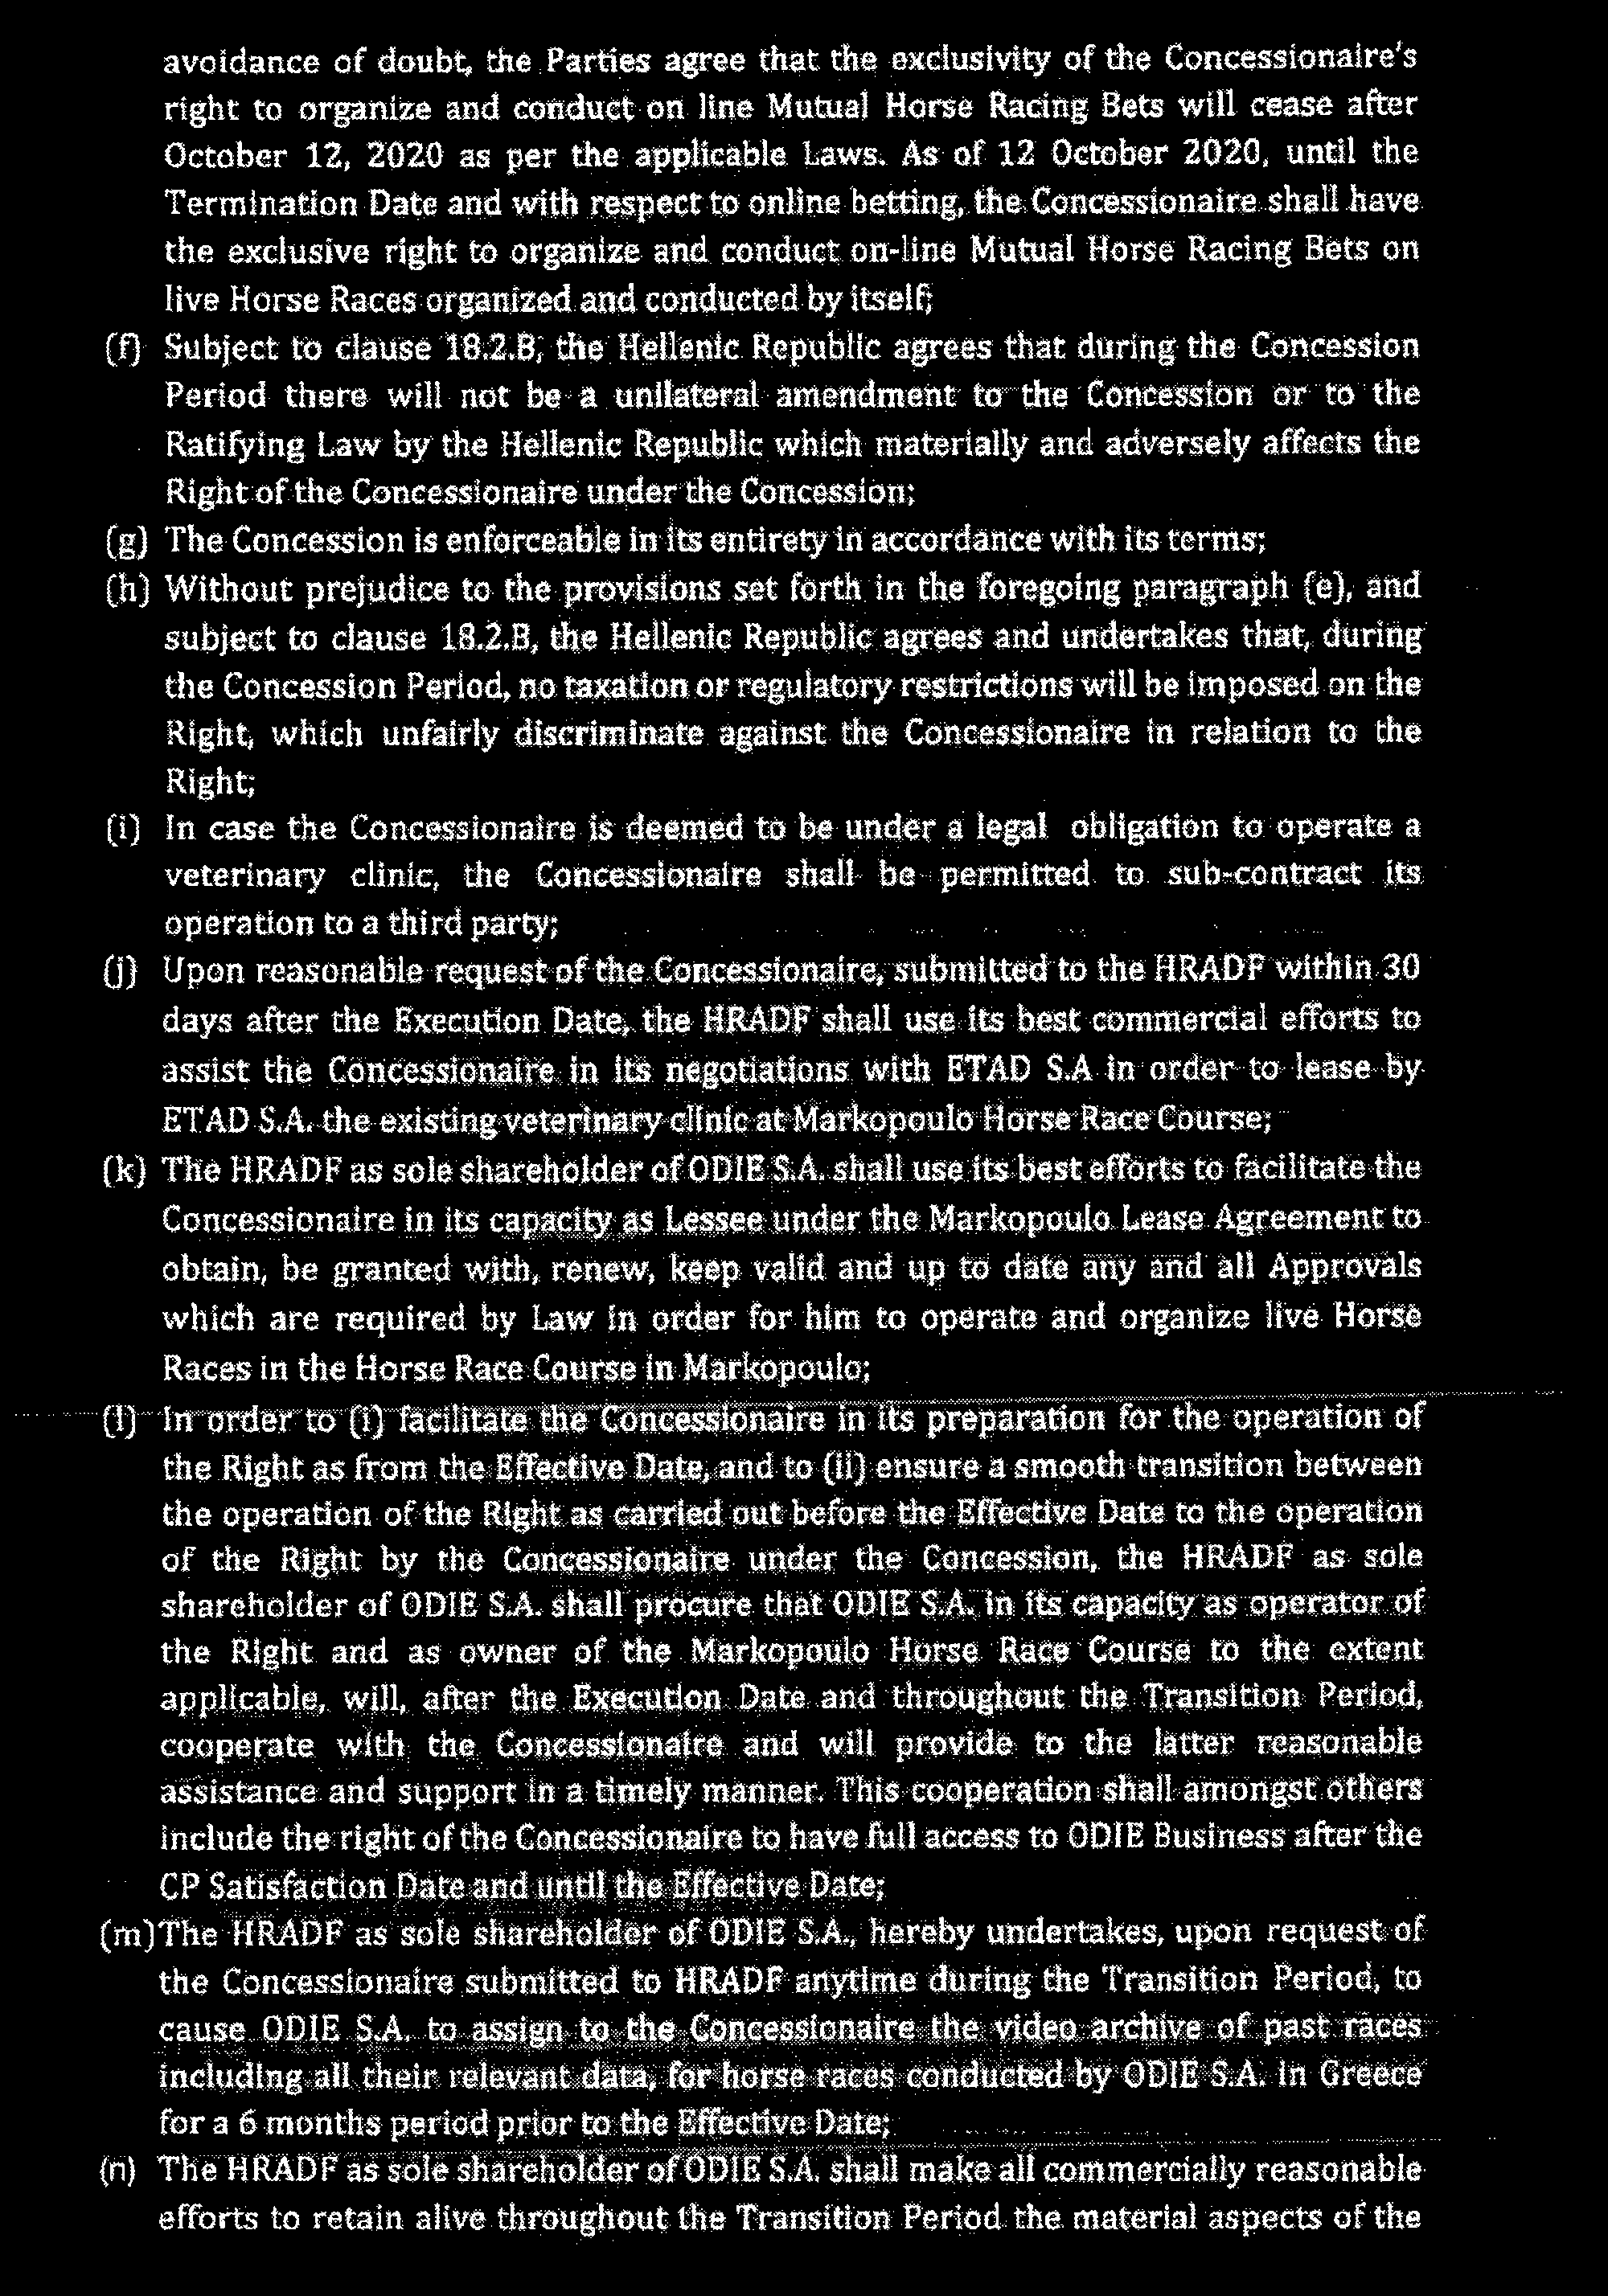 avoidance of doubt, the Parties agree that the exclusivity of the Concessionaire's
right to organize and conduct on line Mutual Horse Racing Bets will cease after
October 12, 2020 as per the applicable Laws. As of 12 October 2020, until the
Termination Date and with respect to online betting, the Concessionaire shall have
the exclusive right to organize and conduct on-line Mutual Horse Racing Bets on
live Horse Races organized and conducted by itself;
(f) Subject to clause 18.2.B, the Hellenic Republic agrees that during the Concession
Period there will not be a unilateral amendment to the Concession or to the
Ratifying Law by the Hellenic Republic which materially and adversely affects the
Right of the Concessionaire under the Concession;
(g) The Concession is enforceable in its entirety in accordance with its terms;
(h) Without prejudice to the provisions set forth in the foregoing paragraph (e), and
subject to clause 18.2.B, the Hellenic Republic agrees and undertakes that, during
the Concession Period, no taxation or regulatory restrictions will be imposed on the
Right, which unfairly discriminate against the Concessionaire in relation to the
Right;
(i) In case the Concessionaire is deemed to be under a legal obligation to operate a
veterinary clinic, the Concessionaire shall be permitted to sub-contract its
operation to a third party;
(j) Upon reasonable request of the Concessionaire, submitted to the HRADF within 30
days after the Execution Date, the HRADF shall use its best commercial efforts to
assist the Concessionaire in its negotiations with ETAD S.A in order to lease by
ETAD S.A. the existing veterinary clinic at Markopoulo Horse Race Course;
(k) The HRADF as sole shareholder of ODIE S.A. shall use its best efforts to facilitate the
Concessionaire in its capacity as Lessee under the Markopoulo Lease Agreement to
obtain, be granted with, renew, keep valid and up to date any and all Approvals
which are required by Law in order for him to operate and organize live Horse
Races in the Horse Race Course in Markopoulo;
(l) In order to (i) facilitate the Concessionaire in its preparation for the operation of
the Right as from the Effective Date, and to (ii) ensure a smooth transition between
the operation of the Right as carried out before the Effective Date to the operation
of the Right by the Concessionaire under the Concession, the HRADF as sole
shareholder of ODIE S.A. shall procure that ODIE S.A. in its capacity as operator of
the Right and as owner of the Markopoulo Horse Race Course to the extent
applicable, will, after the Execution Date and throughout the Transition Period,
cooperate with the Concessionaire and will provide to the latter reasonable
assistance and support in a timely manner. This cooperation shall amongst others
include the right of the Concessionaire to have full access to ODIE Business after the
CP Satisfaction Date and until the Effective Date;
(m) The HRADF as sole shareholder of ODIE S.A., hereby undertakes, upon request of
the Concessionaire submitted to HRADF anytime during the Transition Period, to
cause ODIE S.A. to assign to the Concessionaire the video archive of past races
including all their relevant data, for horse races conducted by ODIE S.A. in Greece
for a 6 months period prior to the Effective Date;
(n) The HRADF as sole shareholder of ODIE S.A. shall make all commercially reasonable
efforts to retain alive throughout the Transition Period the material aspects of the